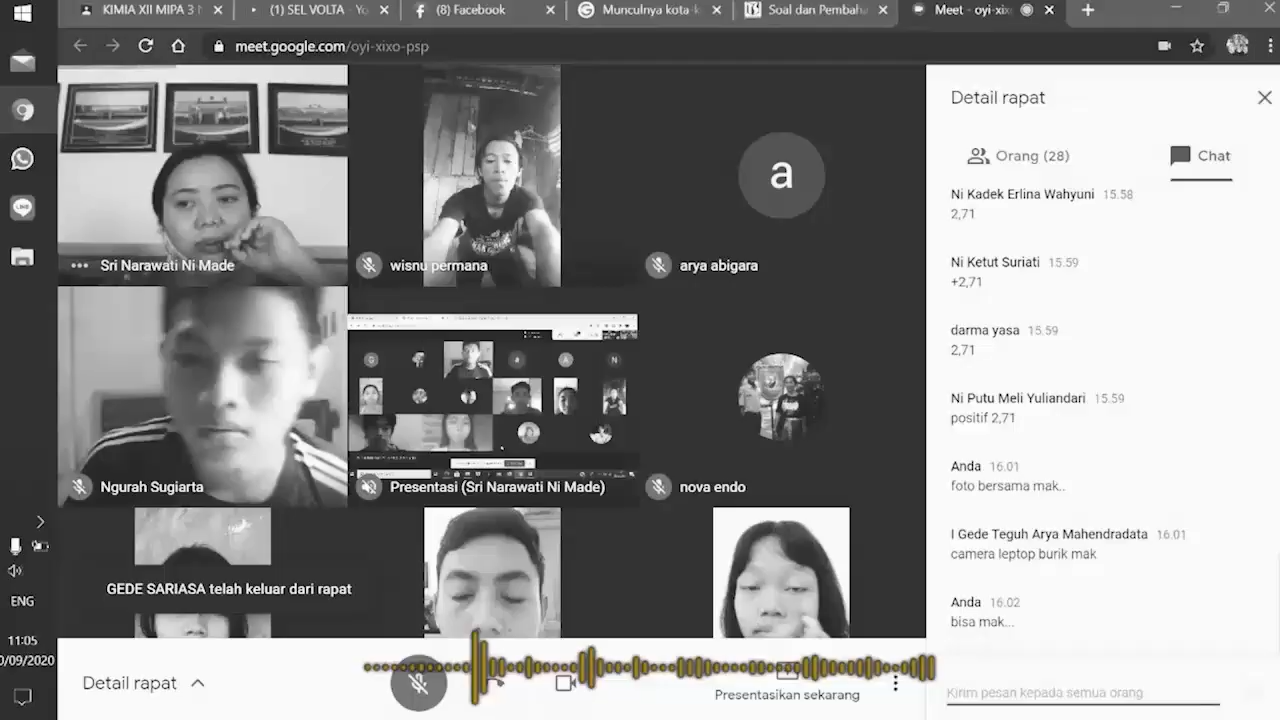 KIMIA XII MIPA 3
(1) SEL VOLTA - Yo
(8) Facebook
Munculnya kota-k
Soal dan Pembaha
Meet - oyi-xix
meet.google.com/oyi-xixo-psp
Detail rapat
Orang (28)
Chat
Ni Kadek Erlina Wahyuni 15.58
2,71
Ni Ketut Suriati 15.59
+2,71
darma yasa 15.59
2,71
Ni Putu Meli Yuliandari 15.59
positif 2,71
Anda 16.01
foto bersama mak..
I Gede Teguh Arya Mahendradata 16.01
camera leptop burik mak
Anda 16.02
bisa mak...
Kirim pesan kepada semua orang
a
Sri Narawati Ni Made
wisnu permana
arya abigara
Ngurah Sugiarta
Presentasi (Sri Narawati Ni Made)
nova endo
GEDE SARIASA telah keluar dari rapat
LINE
ENG
11:05
0/09/2020
Detail rapat
Presentasikan sekarang